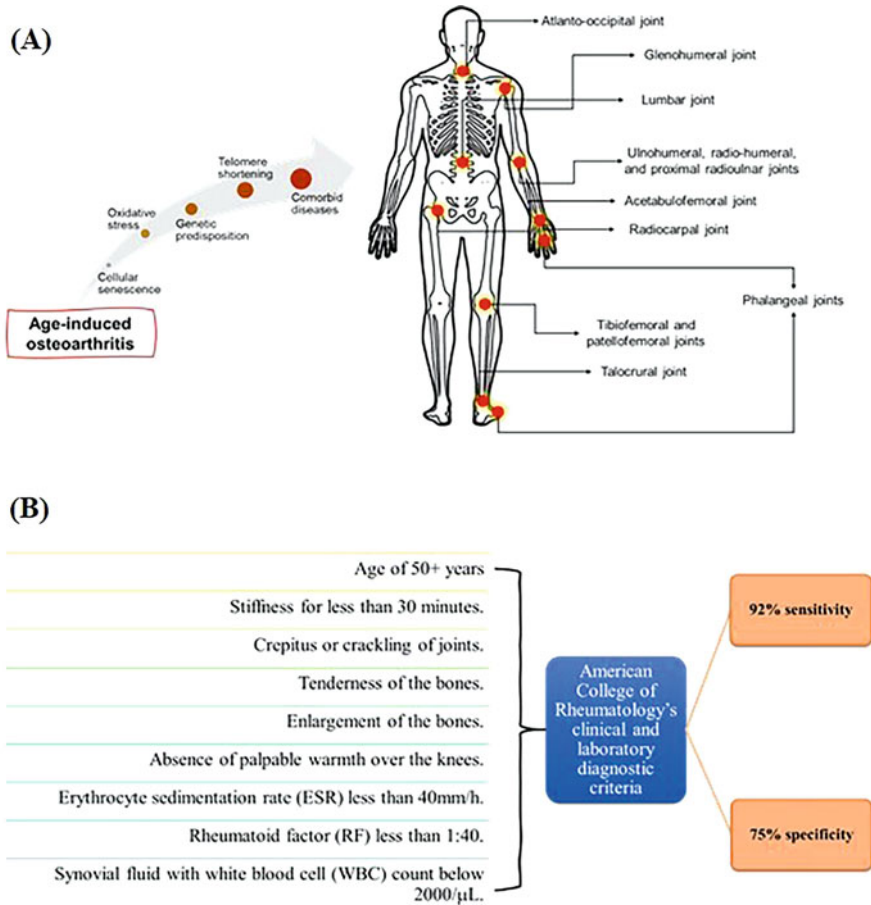 (A)
Atlanto-occipital joint
Glenohumeral joint
Lumbar joint
Ulnohumeral, radio-humeral,
and proximal radioulnar joints
Acetabulofemoral joint
Radiocarpal joint
Phalangeal joints
Tibiofemoral and
patellofemoral joints
Talocrural joint
Telomere
shortening
Comorbid
diseases
Oxidative
stress
Genetic
predisposition
Cellular
senescence
Age-induced
osteoarthritis
(B)
Age of 50+ years
Stiffness for less than 30 minutes.
Crepitus or crackling of joints.
Tenderness of the bones.
Enlargement of the bones.
Absence of palpable warmth over the knees.
Erythrocyte sedimentation rate (ESR) less than 40mm/h.
Rheumatoid factor (RF) less than 1:40.
Synovial fluid with white blood cell (WBC) count below
2000/μL.
American
College of
Rheumatology's
clinical and
laboratory
diagnostic
criteria
92% sensitivity
75% specificity